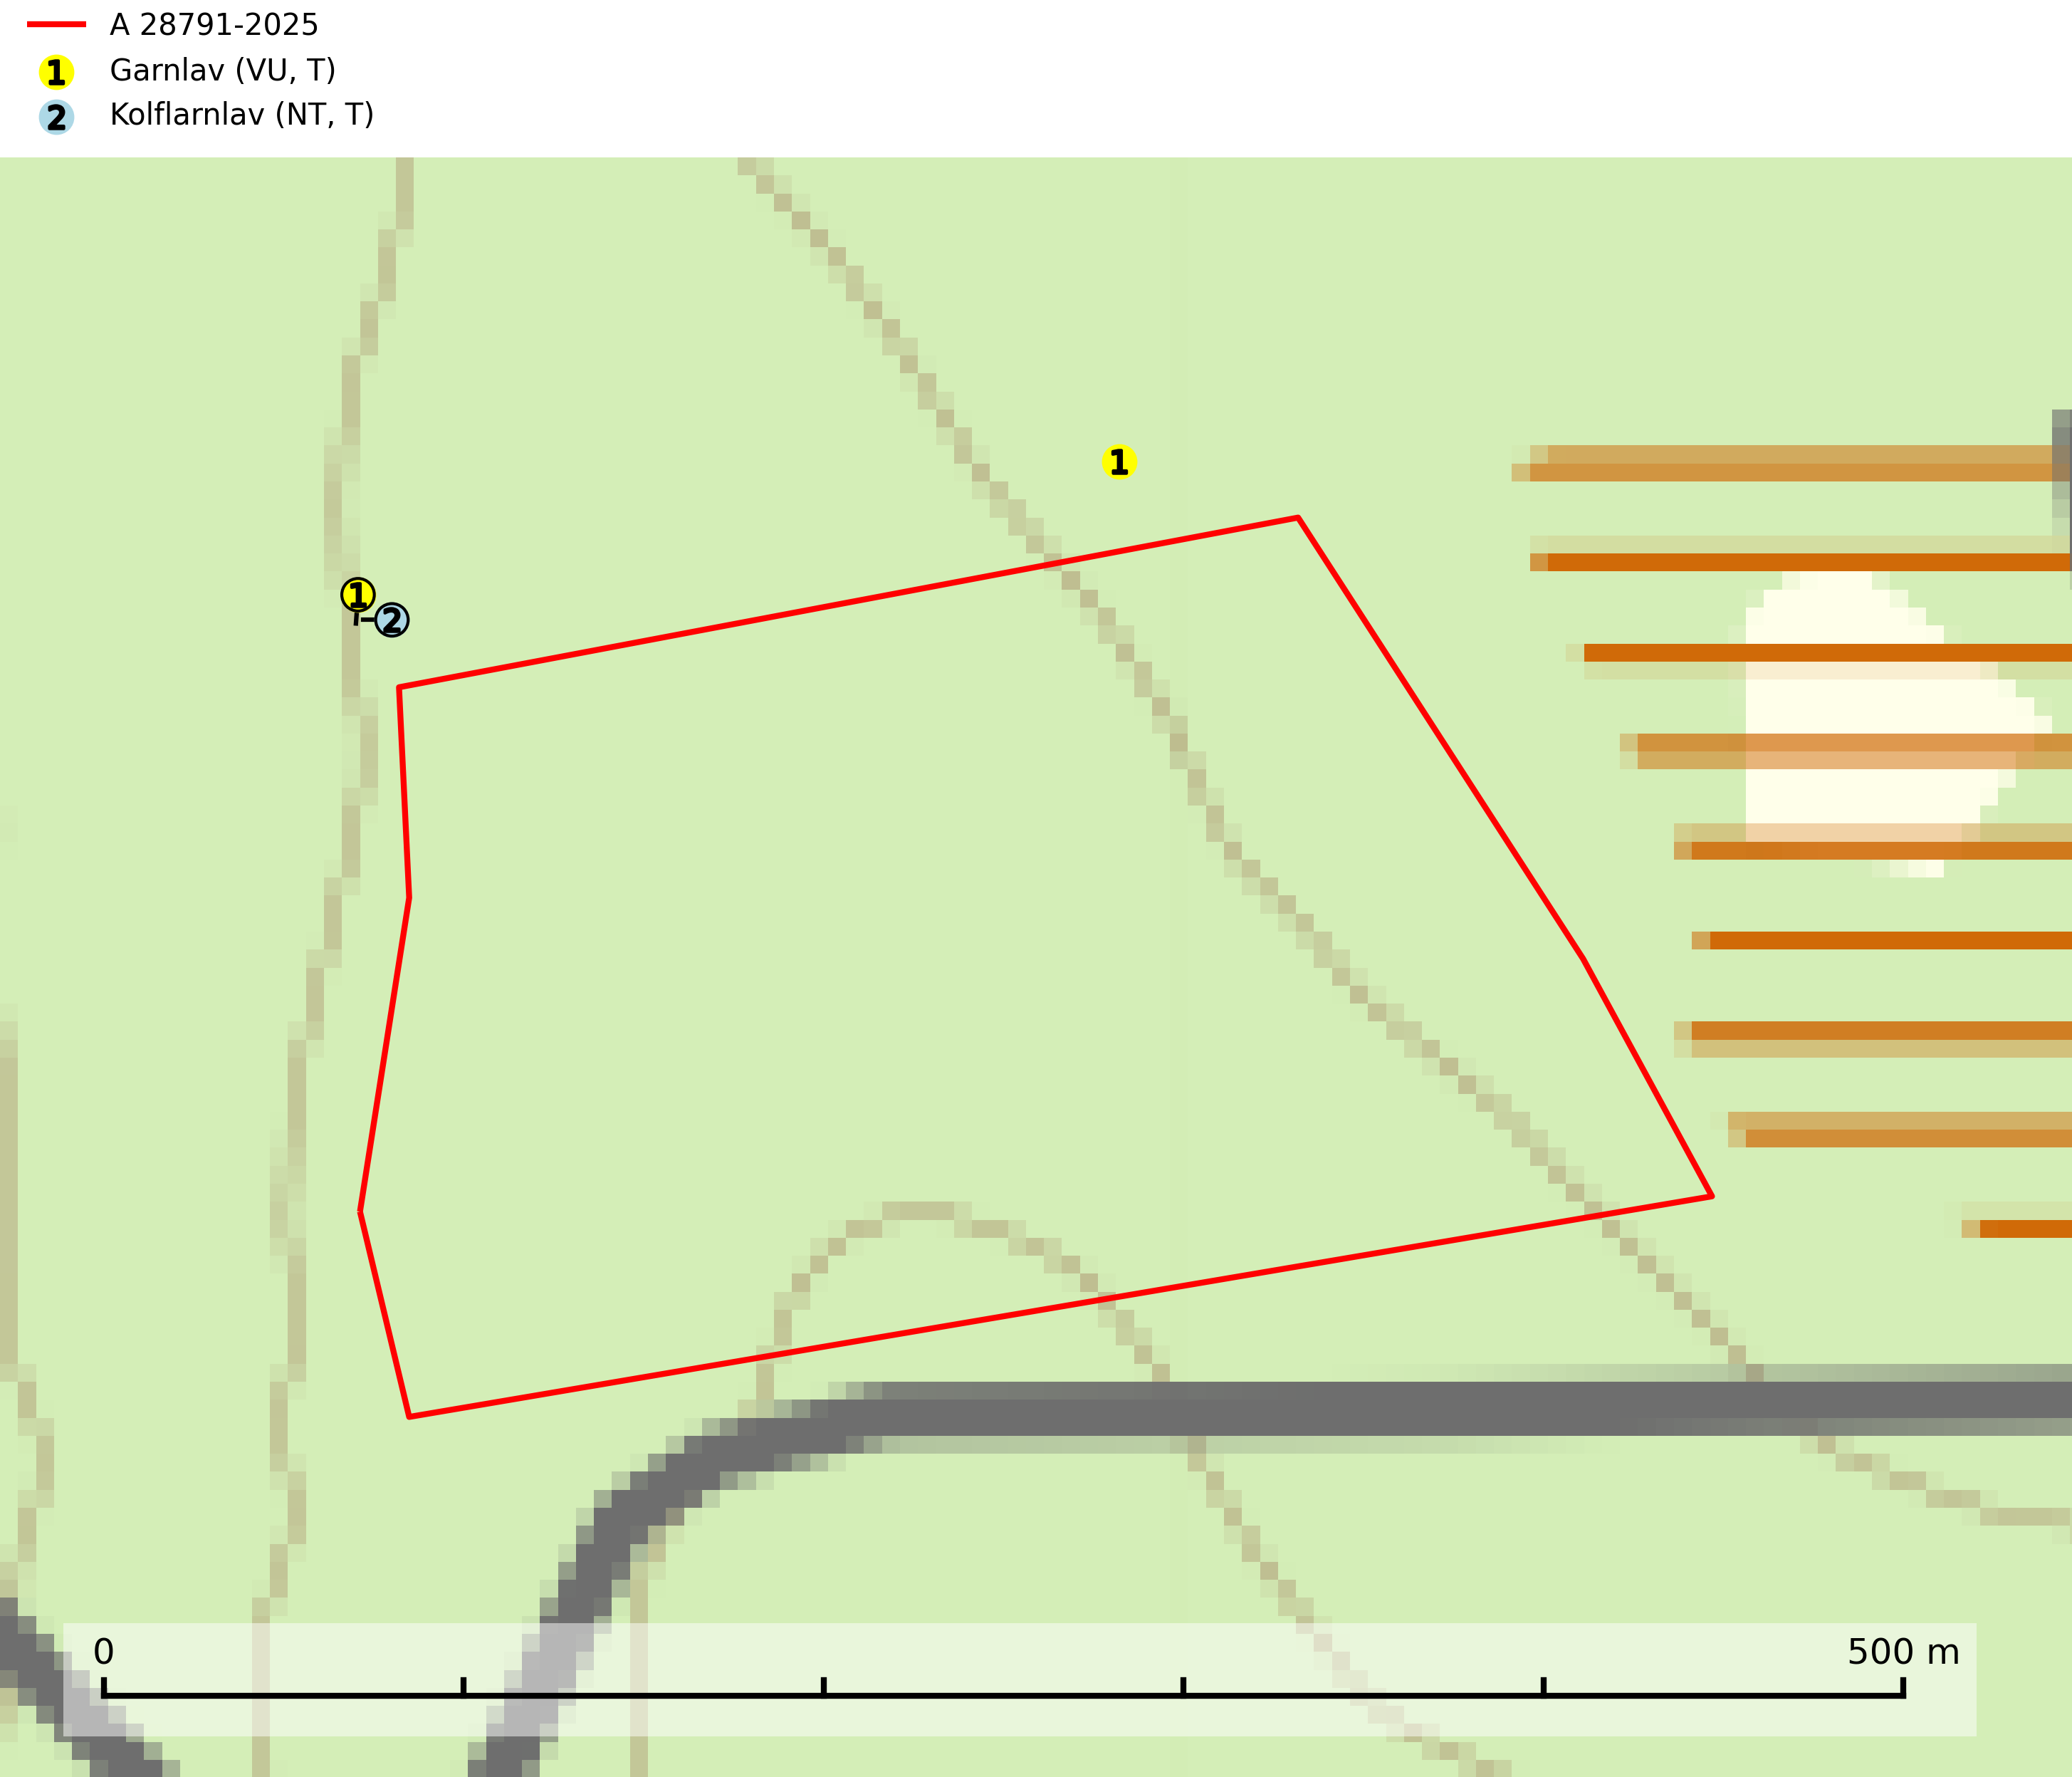 A 28791-2025
1 Garnlav (VU, T)
2 Kolflarnlav (NT, T)
1
1
2
0 500 m